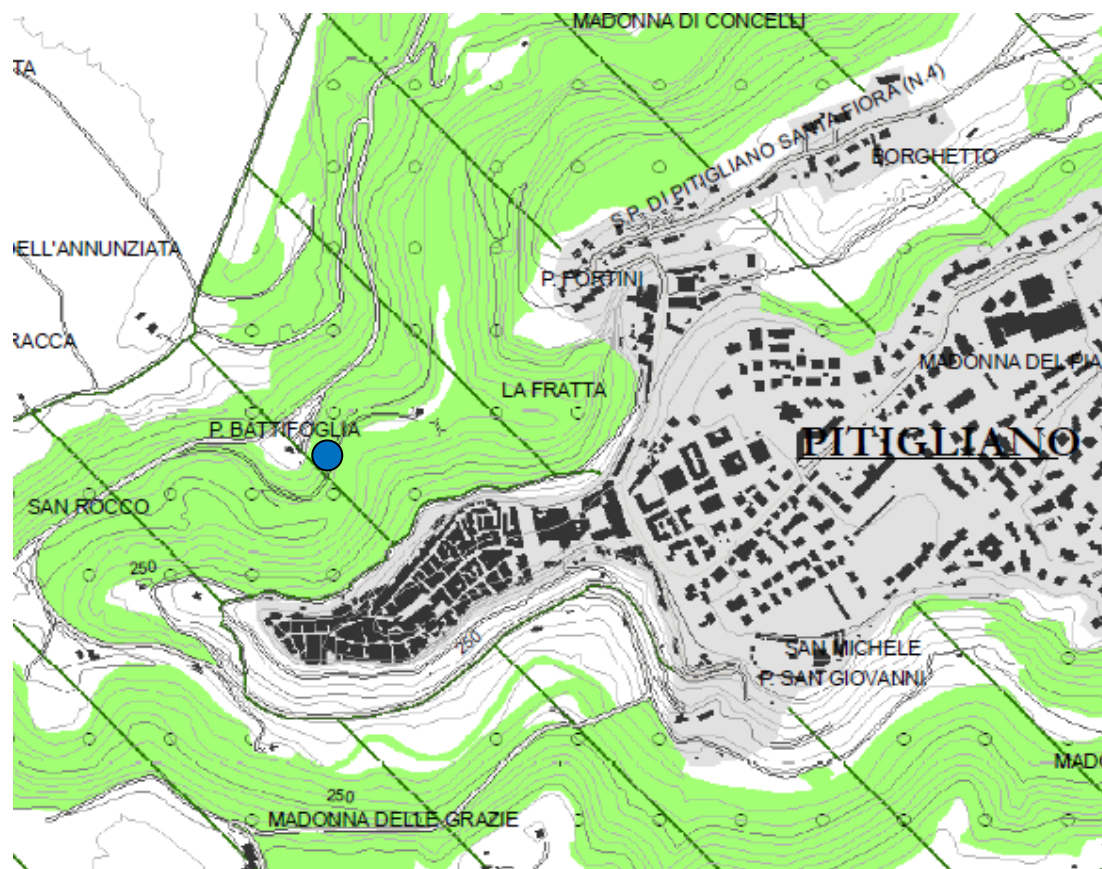 MADONNA DI CONCELLI
TA
S.P. DI PITIGLIANO SANTA FIORA (N.4)
BORGHETTO
ELL'ANNUNZIATA
P. FORTINI
RACCA
MADONNA DEL PIA
LA FRATTA
P. BATTIFOGLIA
PITIGLIANO
SAN ROCCO
250
250
SAN MICHELE
P. SAN GIOVANNI
MADO
250
MADONNA DELLE GRAZIE